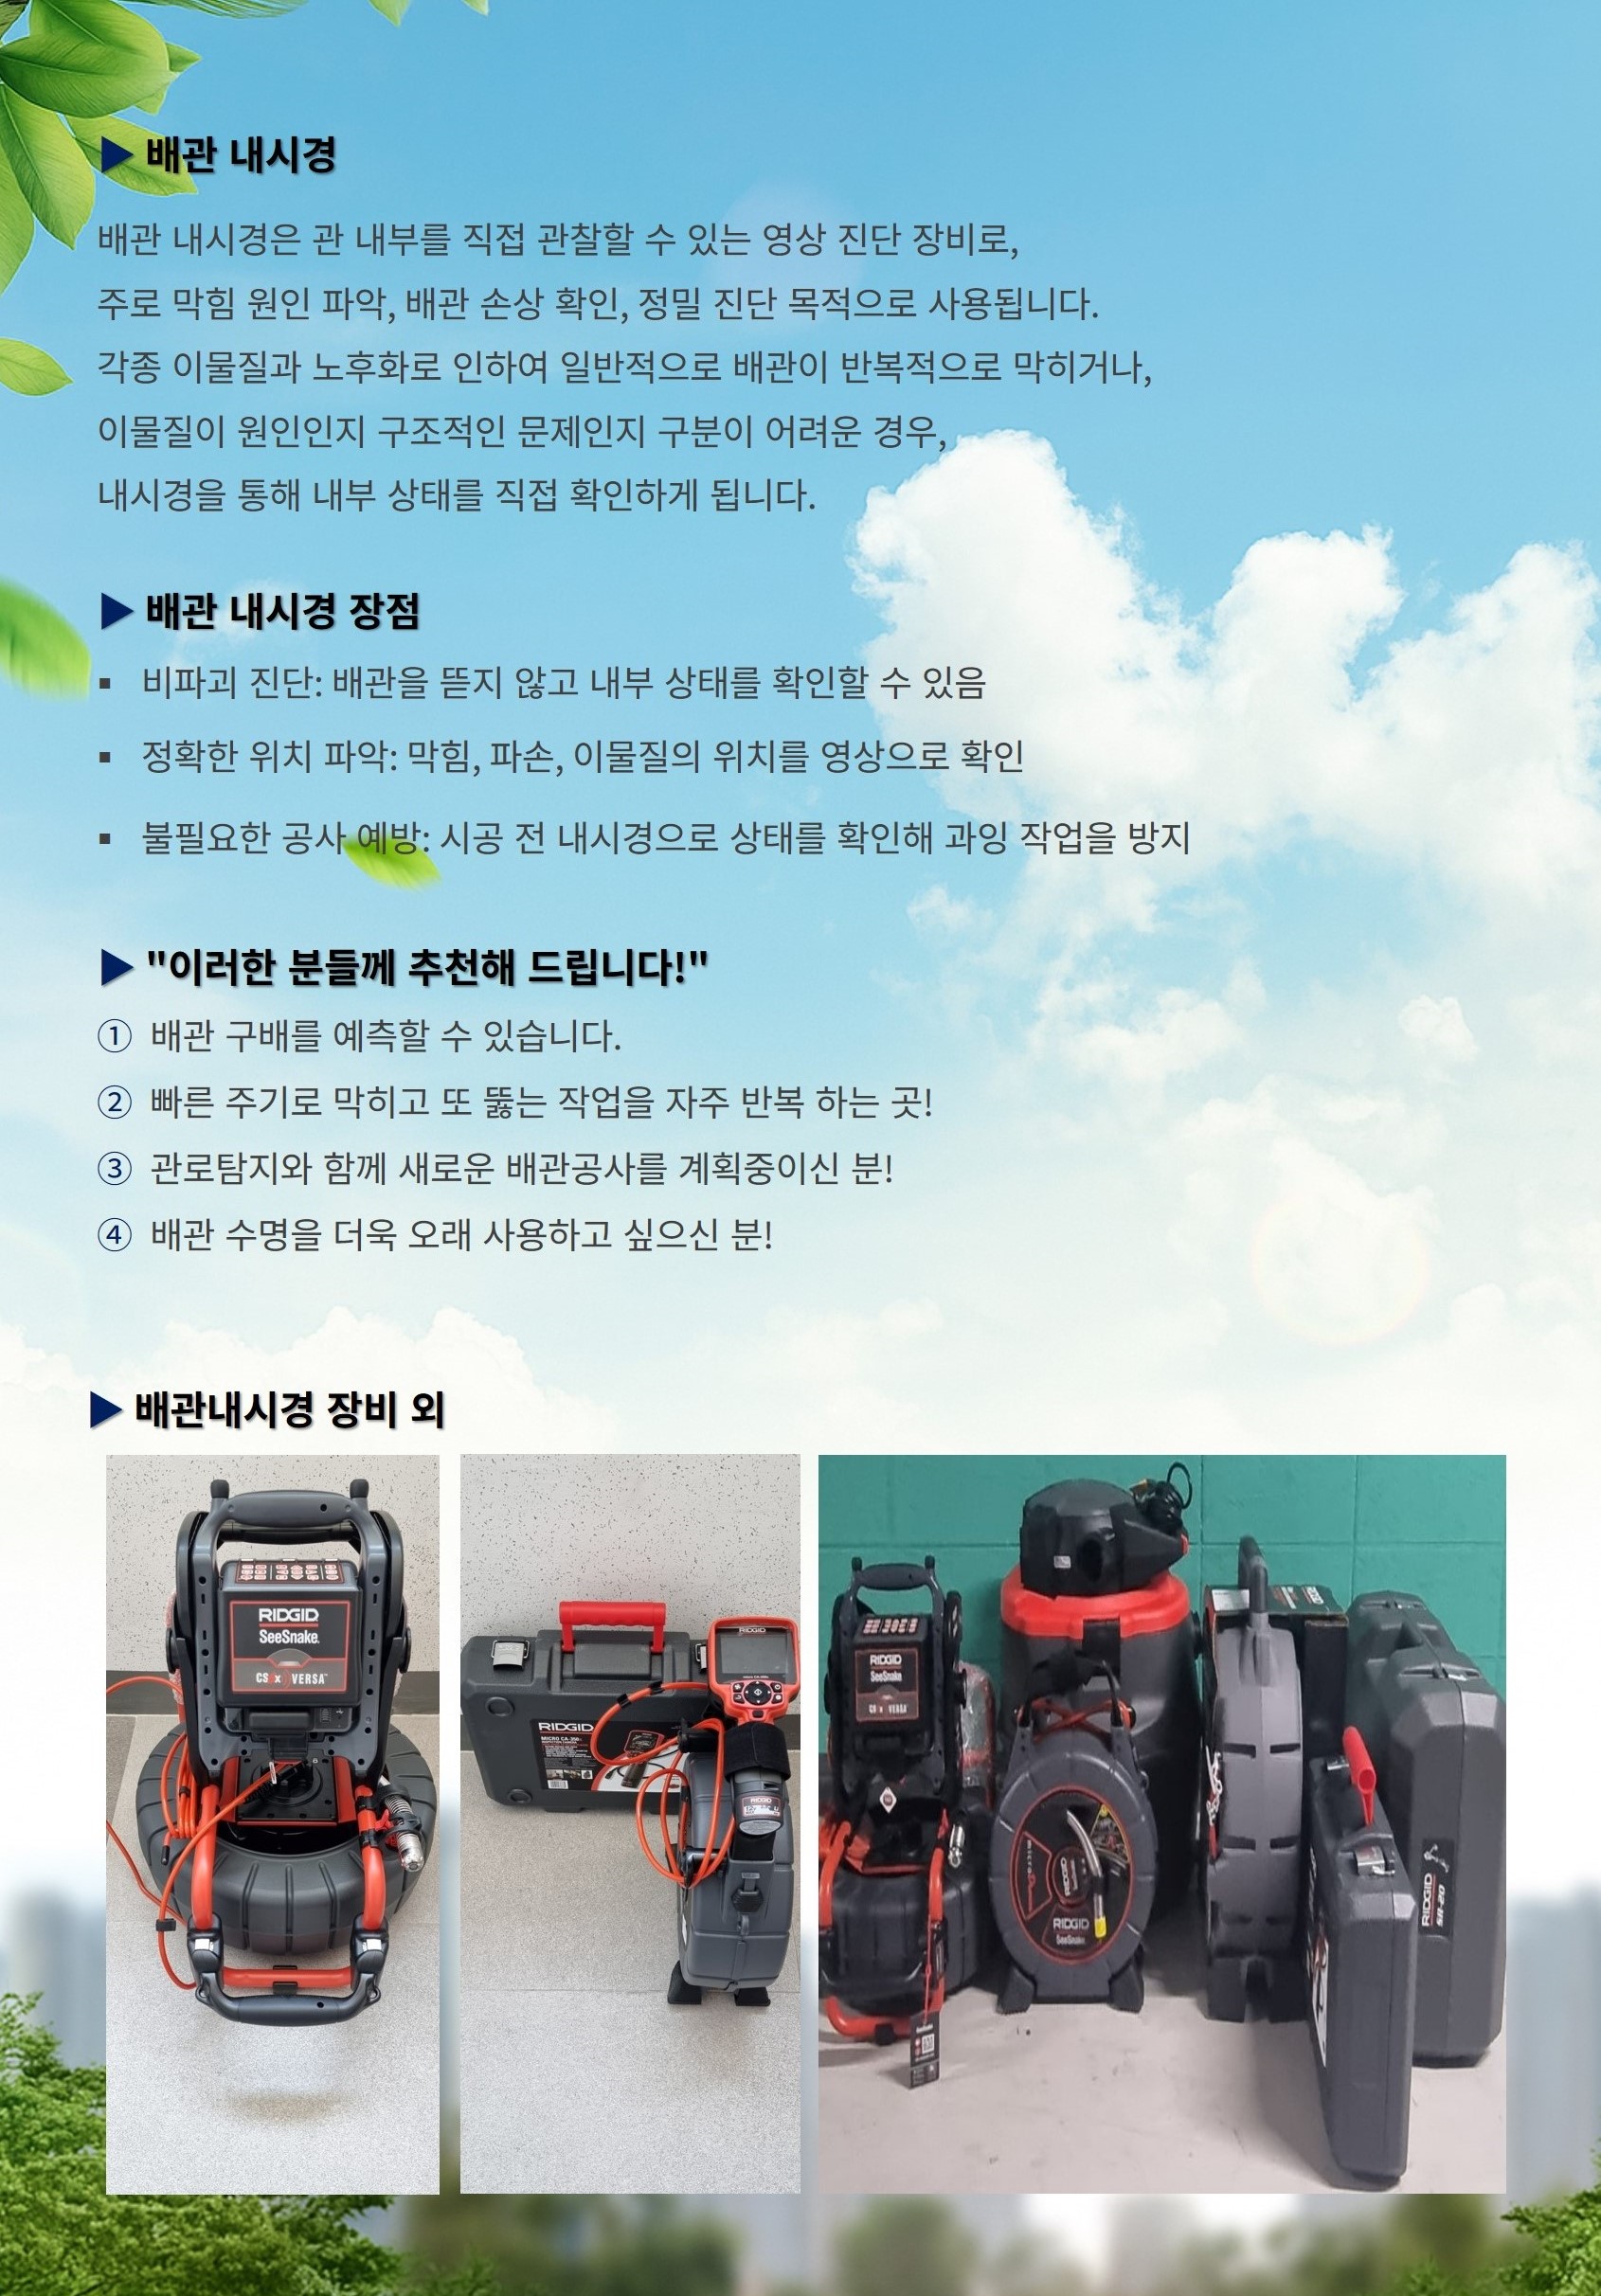 ▶ 배관 내시경
배관 내시경은 관 내부를 직접 관찰할 수 있는 영상 진단 장비로,
주로 막힘 원인 파악, 배관 손상 확인, 정밀 진단 목적으로 사용됩니다.
각종 이물질과 노후화로 인하여 일반적으로 배관이 반복적으로 막히거나,
이물질이 원인인지 구조적인 문제인지 구분이 어려운 경우,
내시경을 통해 내부 상태를 직접 확인하게 됩니다.
▶ 배관 내시경 장점
▪ 비파괴 진단: 배관을 뜯지 않고 내부 상태를 확인할 수 있음
▪ 정확한 위치 파악: 막힘, 파손, 이물질의 위치를 영상으로 확인
▪ 불필요한 공사 예방: 시공 전 내시경으로 상태를 확인해 과잉 작업을 방지
▶ "이러한 분들께 추천해 드립니다!"
① 배관 구배를 예측할 수 있습니다.
② 빠른 주기로 막히고 또 뚫는 작업을 자주 반복 하는 곳!
③ 관로탐지와 함께 새로운 배관공사를 계획중이신 분!
④ 배관 수명을 더욱 오래 사용하고 싶으신 분!
▶ 배관내시경 장비 외
RIDGID
SeeSnake
CS6x VERSA
RIDGID
RIDGID
MICRO CA-350
RIDGID
RIDGID
SeeSnake
CS6x VERSA
RIDGID
SeeSnake
RIDGID
SR-20